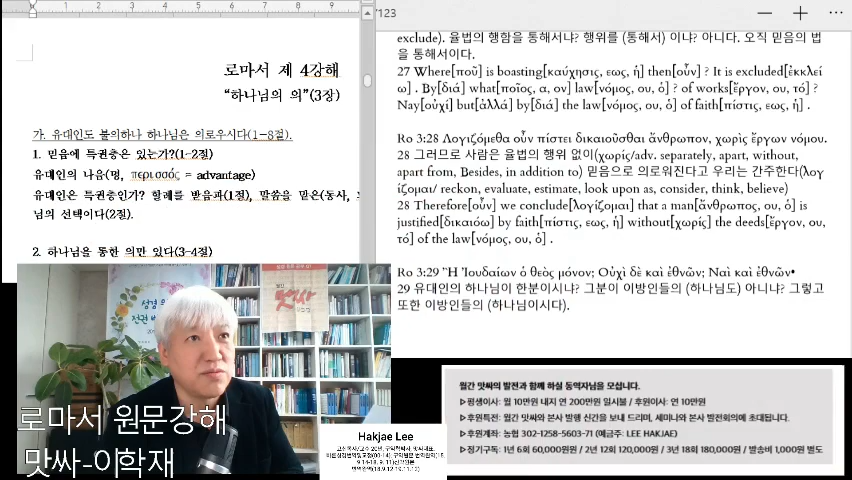 로마서 제 4강해
“하나님의 의”(3장)
가. 유대인도 불의하나 하나님은 의로우시다(1-8절).
1. 믿음에 특권층은 있는가?(1-2절)
유대인의 나음(명, περισσός = advantage)
유대인은 특권층인가? 할례를 받음과(1절), 말씀을 맡은(동사,
님의 선택이다(2절).
2. 하나님을 통한 의만 있다(3-4절)
/123
exclude). 율법의 행함을 통해서냐? 행위를 (통해서) 이냐? 아니다. 오직 믿음의 법
을 통해서이다.
27 Where[ποῦ] is boasting[καύχησις, εως, ἡ] then[οὖν] ? It is excluded[ἐκκλεί
ω] . By[διά] what[ποῖος, α, ον] law[νόμος, ου, ὁ] ? of works[ἔργον, ου, τό] ?
Nay[οὐχί] but[ἀλλά] by[διά] the law[νόμος, ου, ὁ] of faith[πίστις, εως, ἡ] .
Ro 3:28 Λογιζόμεθα οὖν πίστει δικαιοῦσθαι ἄνθρωπον, χωρὶς ἔργων νόμου.
28 그러므로 사람은 율법의 행위 없이(χωρίς/adv. separately, apart, without,
apart from, Besides, in addition to) 믿음으로 의로워진다고 우리는 간주한다(λογ
ίζομαι/ reckon, evaluate, estimate, look upon as, consider, think, believe)
28 Therefore[οὖν] we conclude[λογίζομαι] that a man[ἄνθρωπος, ου, ὁ] is
justified[δικαιόω] by faith[πίστις, εως, ἡ] without[χωρίς] the deeds[ἔργον, ου,
τό] of the law[νόμος, ου, ὁ] .
Ro 3:29 Ἢ Ἰουδαίων ὁ θεὸς μόνον; Οὐχὶ δὲ καὶ ἐθνῶν; Ναὶ καὶ ἐθνῶν•
29 유대인의 하나님이 한분이시냐? 그분이 이방인들의 (하나님도) 아니냐? 그렇고
또한 이방인들의 (하나님이시다).
맛싸
로마서 원문강해
맛싸-이학재
Hakjae Lee
월간 맛싸의 발전과 함께 하실 동역자님을 모십니다.
▷평생이사: 월 10만원 내지 연 200만원 일시불 / 후원이사: 연 10만원
▷후원특전: 월간 맛싸와 본사 발행 신간을 보내 드리며, 세미나와 본사 발전회의에 초대됩니다.
▷후원계좌: 농협 302-1258-5603-71 (예금주: LEE HAKJAE)
▷정기구독: 1년 6회 60,000원원 / 2년 12회 120,000원 / 3년 18회 180,000원 / 발송비 1,000원 별도